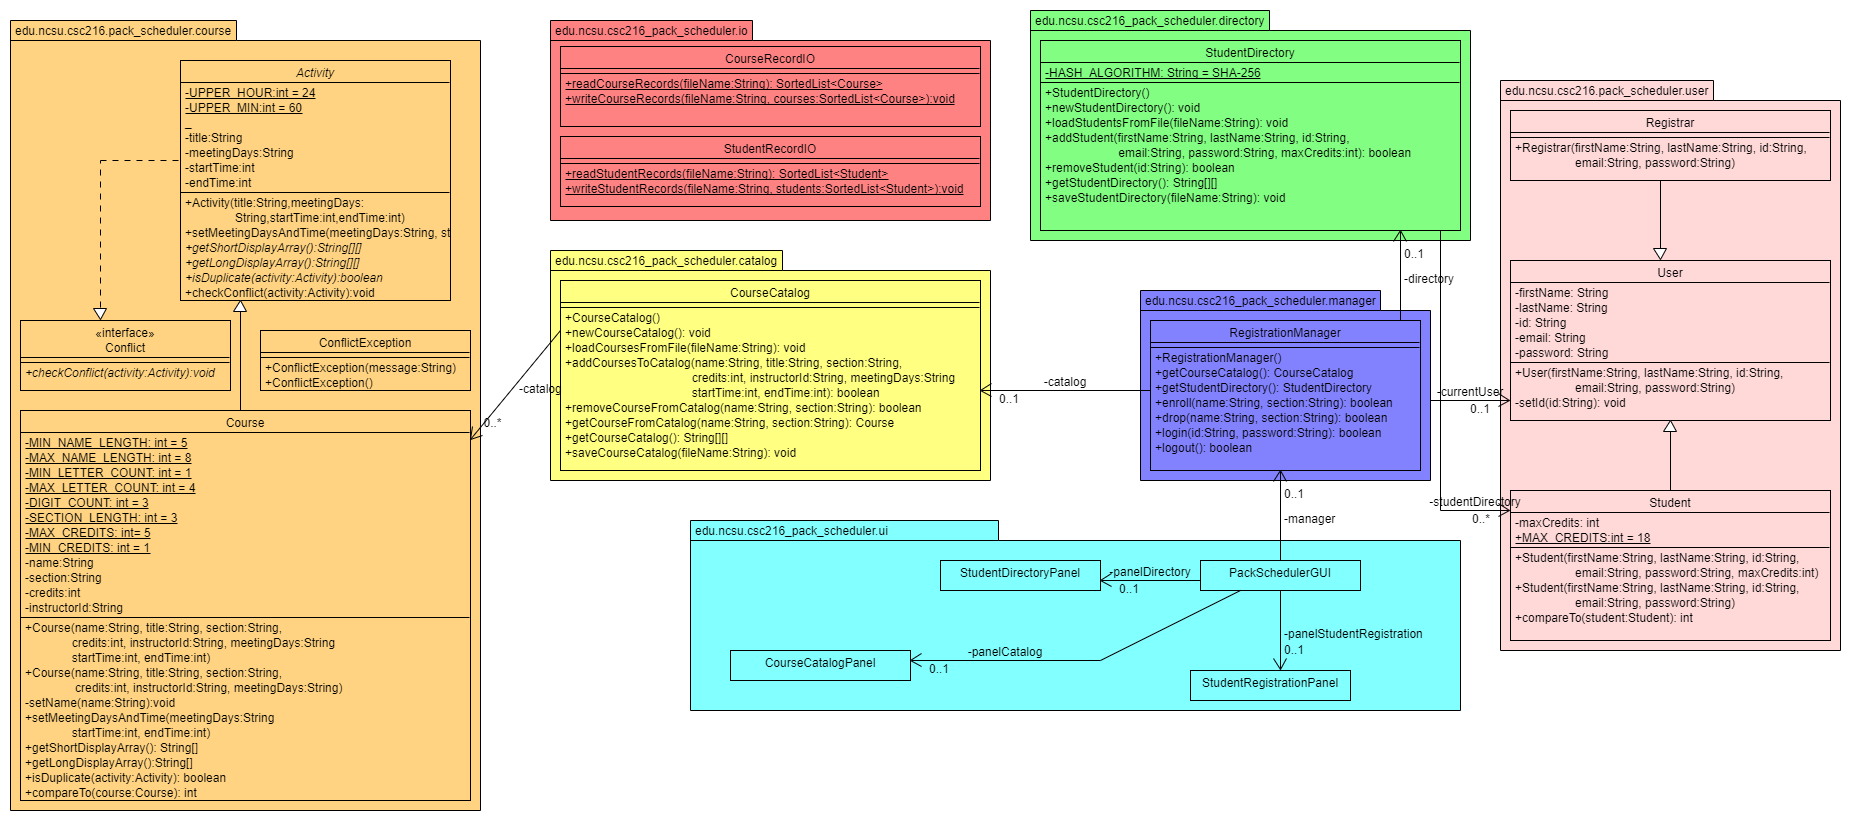 edu.ncsu.csc216.pack_scheduler.course
Activity
-UPPER_HOUR:int = 24
-UPPER_MIN:int = 60
_
-title:String
-meetingDays:String
-startTime:int
-endTime:int
+Activity(title:String,meetingDays:
String,startTime:int,endTime:int)
+setMeetingDaysAndTime(meetingDays:String, st
+getShortDisplayArray():String[][]
+getLongDisplayArray():String[][]
+isDuplicate(activity:Activity):boolean
+checkConflict(activity:Activity):void
«interface»
Conflict
+checkConflict(activity:Activity):void
ConflictException
+ConflictException(message:String)
+ConflictException()
Course
-MIN_NAME_LENGTH: int = 5
-MAX_NAME_LENGTH: int = 8
-MIN_LETTER_COUNT: int = 1
-MAX_LETTER_COUNT: int = 4
-DIGIT_COUNT: int = 3
-SECTION_LENGTH: int = 3
-MAX_CREDITS: int= 5
-MIN_CREDITS: int = 1
-name:String
-section:String
-credits:int
-instructorId:String
+Course(name:String, title:String, section:String,
credits:int, instructorId:String, meetingDays:String
startTime:int, endTime:int)
+Course(name:String, title:String, section:String,
credits:int, instructorId:String, meetingDays:String)
-setName(name:String):void
+setMeetingDaysAndTime(meetingDays:String
startTime:int, endTime:int)
+getShortDisplayArray(): String[]
+getLongDisplayArray():String[]
+isDuplicate(activity:Activity): boolean
+compareTo(course:Course): int
edu.ncsu.csc216_pack_scheduler.io
CourseRecordIO
+readCourseRecords(fileName:String): SortedList<Course>
+writeCourseRecords(fileName:String, courses:SortedList<Course>):void
StudentRecordIO
+readStudentRecords(fileName:String): SortedList<Student>
+writeStudentRecords(fileName:String, students:SortedList<Student>):void
edu.ncsu.csc216_pack_scheduler.catalog
CourseCatalog
+CourseCatalog()
+newCourseCatalog(): void
+loadCoursesFromFile(fileName:String): void
+addCoursesToCatalog(name:String, title:String, section:String,
credits:int, instructorId:String, meetingDays:String
startTime:int, endTime:int): boolean
+removeCourseFromCatalog(name:String, section:String): boolean
+getCourseFromCatalog(name:String, section:String): Course
+getCourseCatalog(): String[][]
+saveCourseCatalog(fileName:String): void
-catalog
0..*
edu.ncsu.csc216_pack_scheduler.directory
StudentDirectory
-HASH_ALGORITHM: String = SHA-256
+StudentDirectory()
+newStudentDirectory(): void
+loadStudentsFromFile(fileName:String): void
+addStudent(firstName:String, lastName:String, id:String,
email:String, password:String, maxCredits:int): boolean
+removeStudent(id:String): boolean
+getStudentDirectory(): String[][]
+saveStudentDirectory(fileName:String): void
0..1
-directory
edu.ncsu.csc216_pack_scheduler.manager
RegistrationManager
+RegistrationManager()
+getCourseCatalog(): CourseCatalog
+getStudentDirectory(): StudentDirectory
+enroll(name:String, section:String): boolean
+drop(name:String, section:String): boolean
+login(id:String, password:String): boolean
+logout(): boolean
-catalog
0..1
-currentUser
0..1
-studentDirectory
0..*
0..1
-manager
edu.ncsu.csc216.pack_scheduler.user
Registrar
+Registrar(firstName:String, lastName:String, id:String,
email:String, password:String)
User
-firstName: String
-lastName: String
-id: String
-email: String
-password: String
+User(firstName:String, lastName:String, id:String,
email:String, password:String)
-setId(id:String): void
Student
-maxCredits: int
+MAX_CREDITS:int = 18
+Student(firstName:String, lastName:String, id:String,
email:String, password:String, maxCredits:int)
+Student(firstName:String, lastName:String, id:String,
email:String, password:String)
+compareTo(student:Student): int
edu.ncsu.csc216_pack_scheduler.ui
StudentDirectoryPanel
-panelDirectory
0..1
PackSchedulerGUI
-panelStudentRegistration
0..1
-panelCatalog
0..1
CourseCatalogPanel
StudentRegistrationPanel